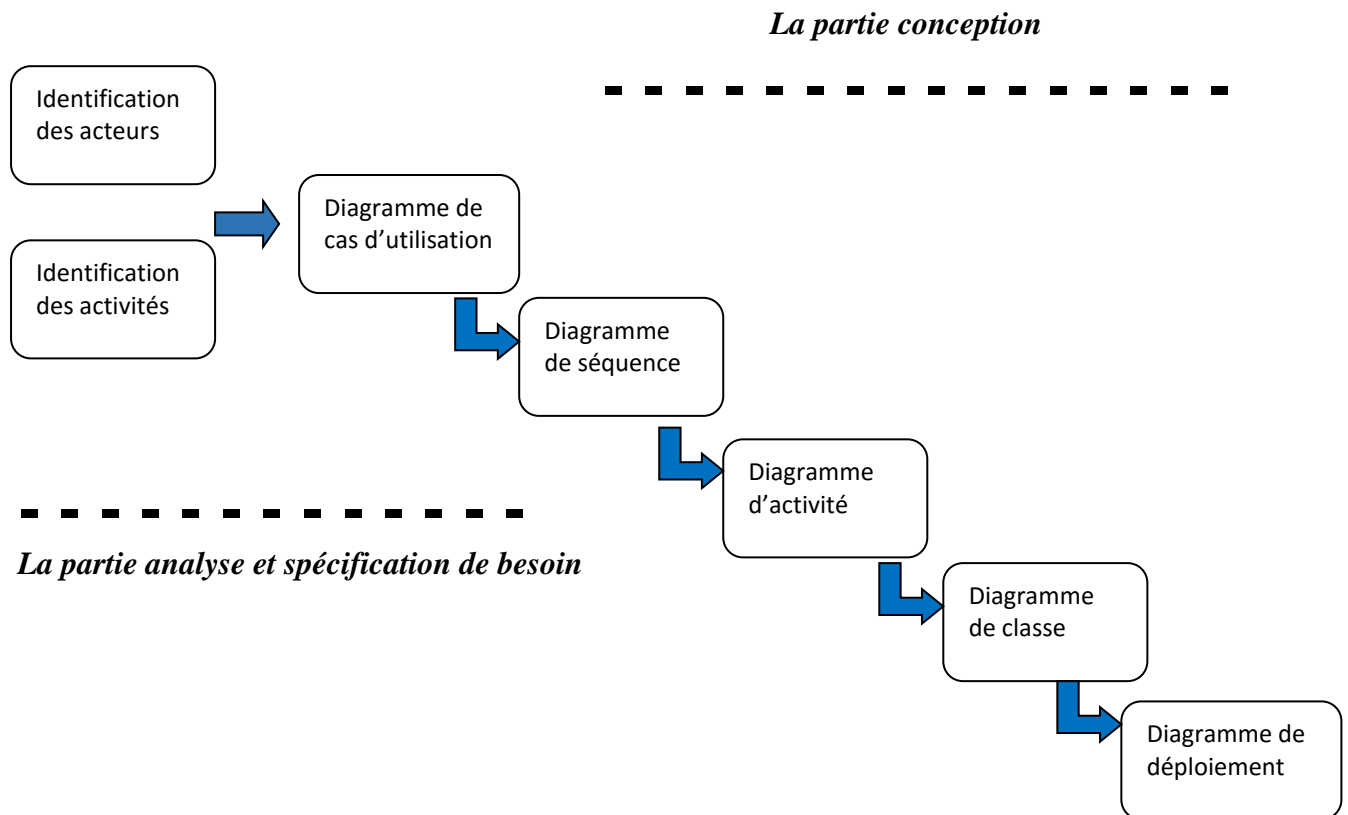 La partie conception
Identification
des acteurs
Diagramme de
cas d’utilisation
Identification
des activités
Diagramme
de séquence
Diagramme
d’activité
La partie analyse et spécification de besoin
Diagramme
de classe
Diagramme de
déploiement